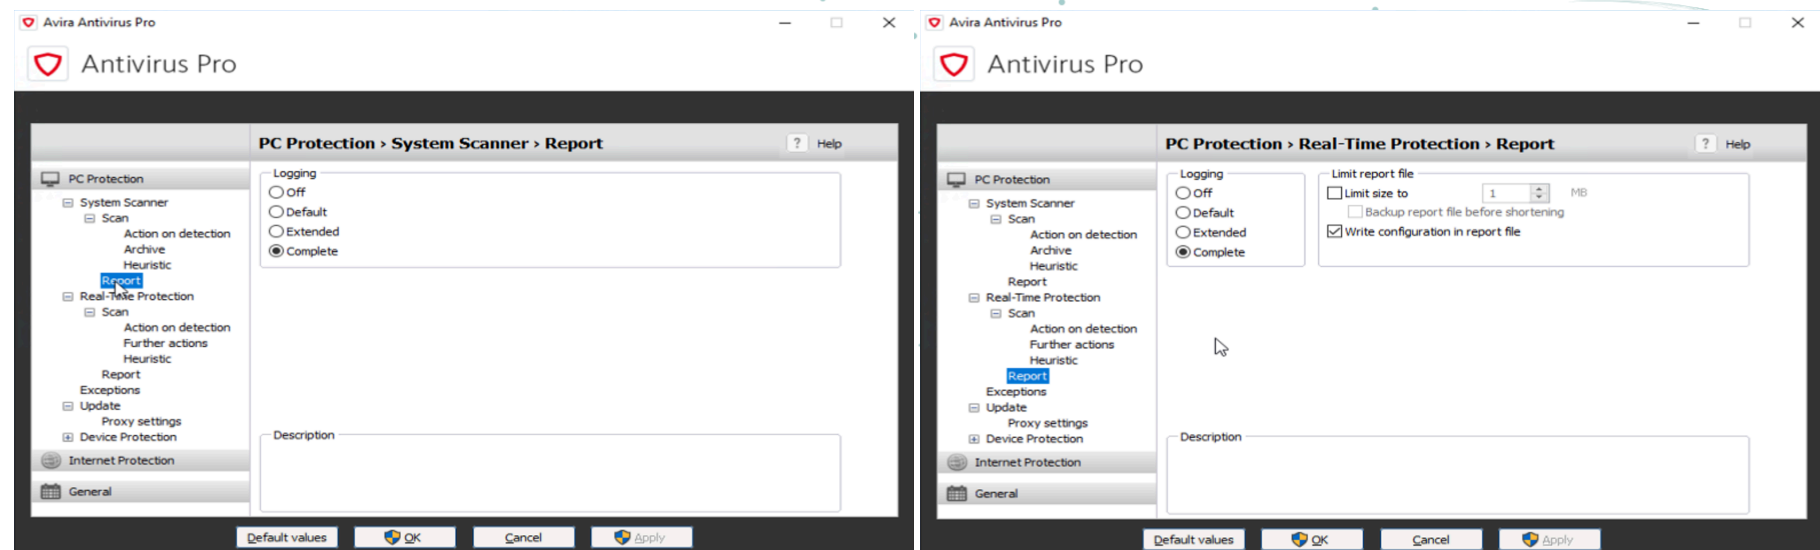 Avira Antivirus Pro
Antivirus Pro
PC Protection › System Scanner › Report
? Help
PC Protection
System Scanner
Scan
Action on detection
Archive
Heuristic
Report
Real-Time Protection
Scan
Action on detection
Further actions
Heuristic
Report
Exceptions
Update
Proxy settings
Device Protection
Internet Protection
General
Logging
Off
Default
Extended
Complete
Description
Default values OK Cancel Apply
Avira Antivirus Pro
Antivirus Pro
PC Protection › Real-Time Protection › Report
? Help
PC Protection
System Scanner
Scan
Action on detection
Archive
Heuristic
Report
Real-Time Protection
Scan
Action on detection
Further actions
Heuristic
Report
Exceptions
Update
Proxy settings
Device Protection
Internet Protection
General
Logging
Off
Default
Extended
Complete
Limit report file
Limit size to 1 MB
Backup report file before shortening
Write configuration in report file
Description
Default values OK Cancel Apply